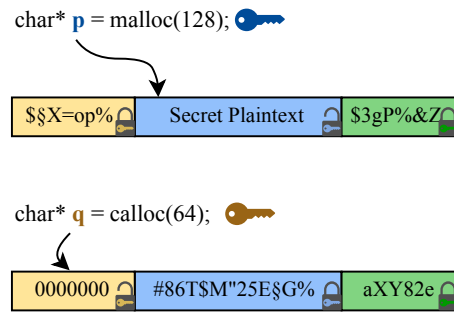 char* p = malloc(128);
$§X=op% Secret Plaintext $3gP%&Z
char* q = calloc(64);
0000000 #86T$M"25E§G% aXY82e